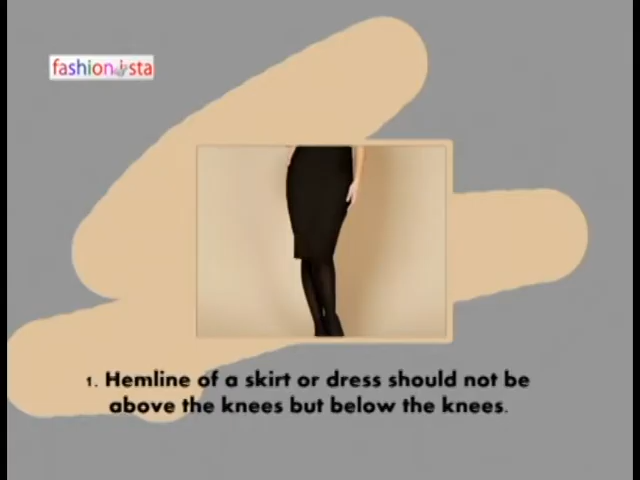 fashionista
1. Hemline of a skirt or dress should not be
above the knees but below the knees.